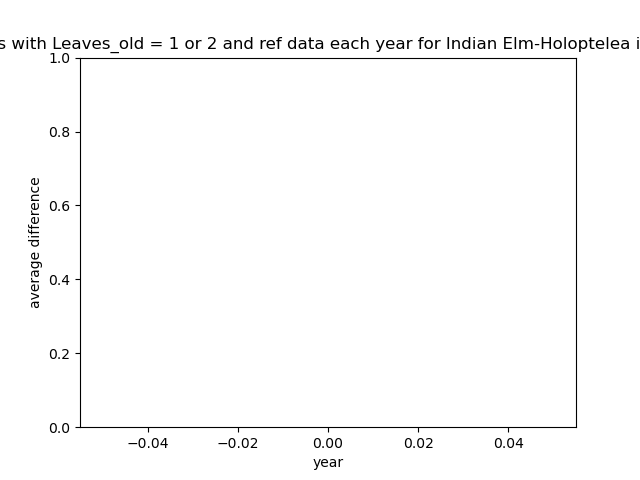 s with Leaves_old = 1 or 2 and ref data each year for Indian Elm-Holoptelea i
1.0
0.8
0.6
0.4
0.2
0.0
average difference
−0.04 −0.02 0.00 0.02 0.04
year